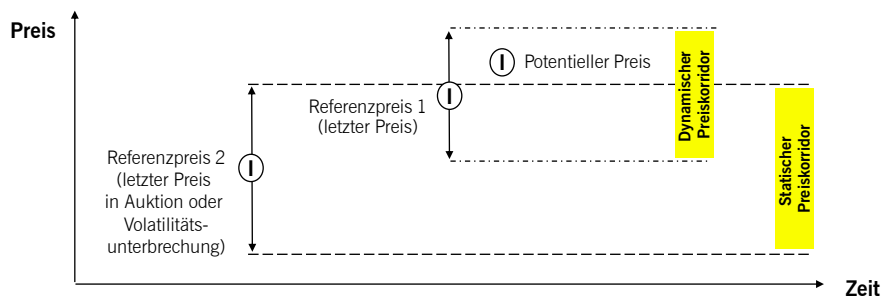 Preis
Potentieller Preis
Referenzpreis 1
(letzter Preis)
Dynamischer
Preiskorridor
Referenzpreis 2
(letzter Preis
in Auktion oder
Volatilitäts-
unterbrechung)
Statischer
Preiskorridor
Zeit